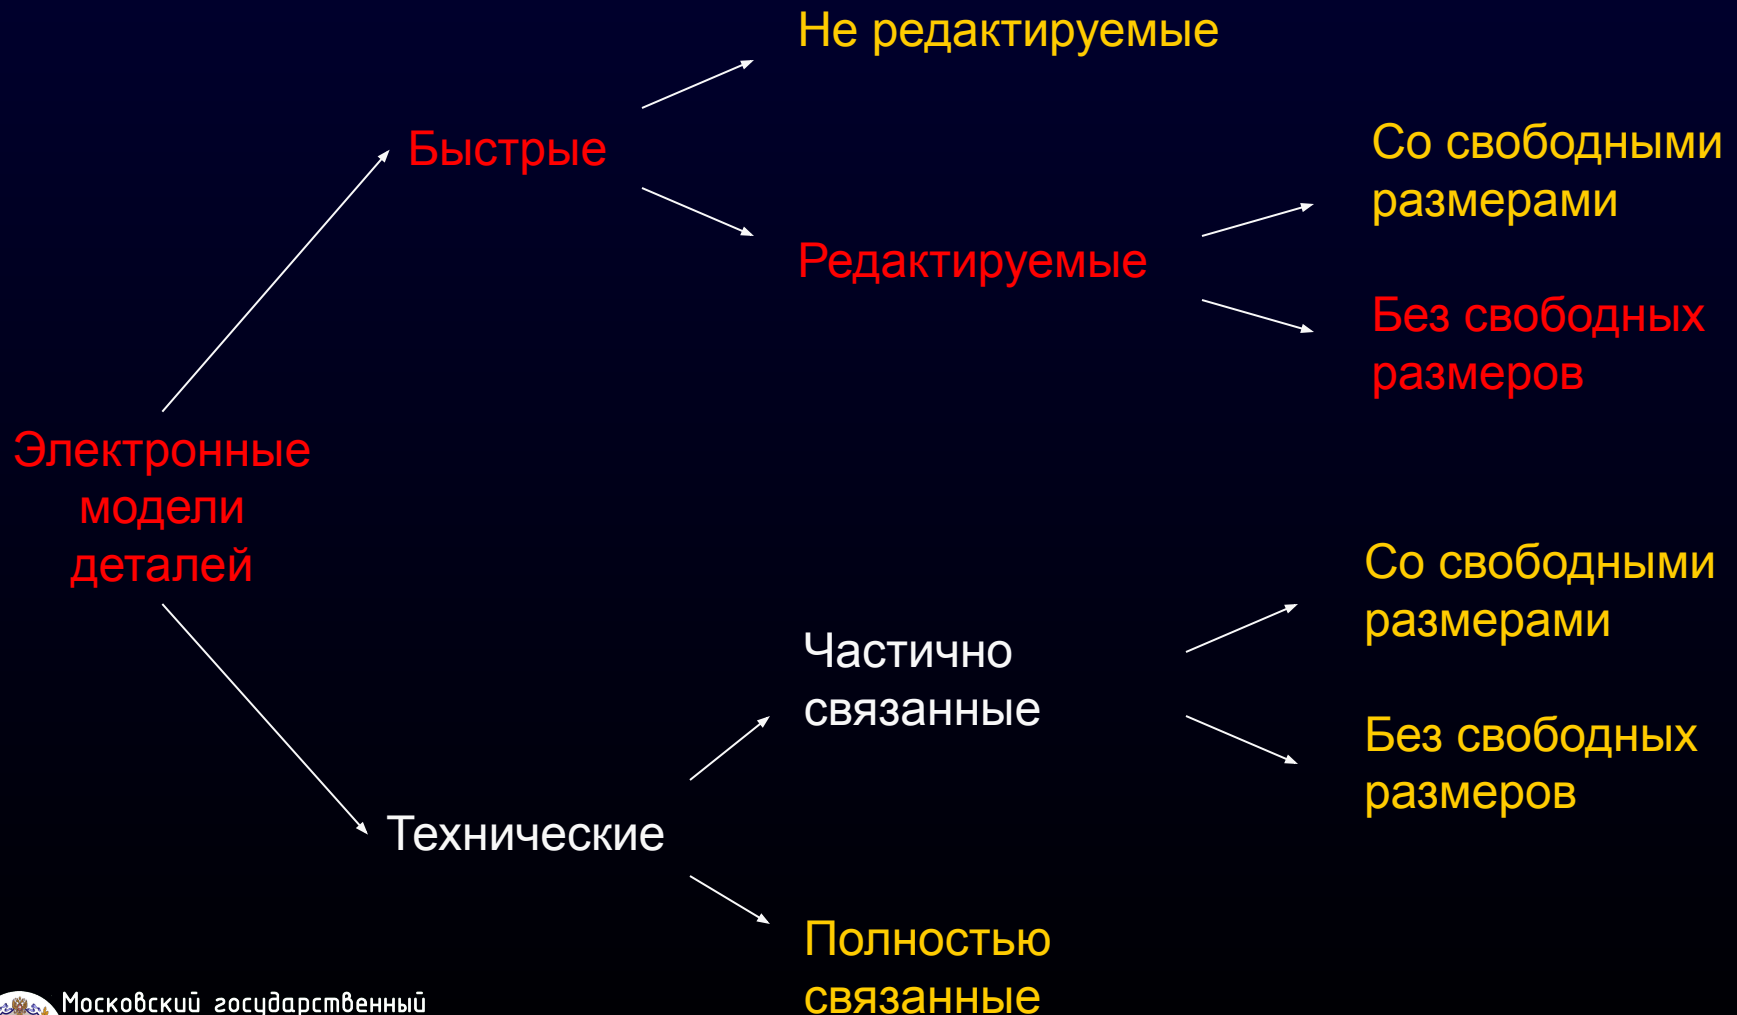 Не редактируемые
Быстрые
Со свободными
размерами
Редактируемые
Без свободных
размеров
Электронные
модели
деталей
Со свободными
размерами
Частично
связанные
Без свободных
размеров
Технические
Полностью
связанные
Московский государственный